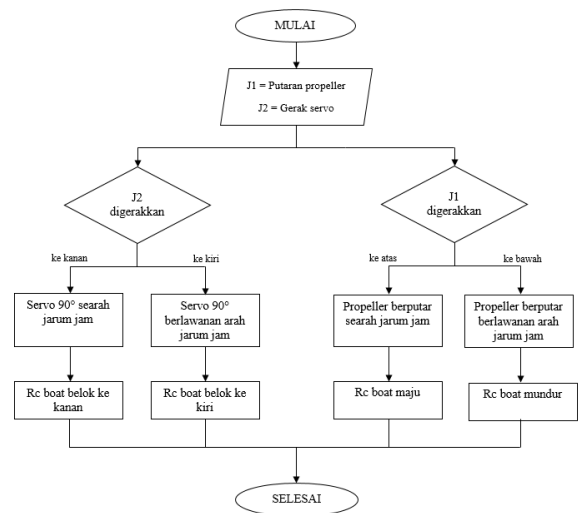 MULAI
J1 = Putaran propeller
J2 = Gerak servo
J2
digerakkan
J1
digerakkan
ke kanan
ke kiri
ke atas
ke bawah
Servo 90° searah
jarum jam
Servo 90°
berlawanan arah
jarum jam
Propeller berputar
searah jarum jam
Propeller berputar
berlawanan arah
jarum jam
Rc boat belok ke
kanan
Rc boat belok ke
kiri
Rc boat maju
Rc boat mundur
SELESAI